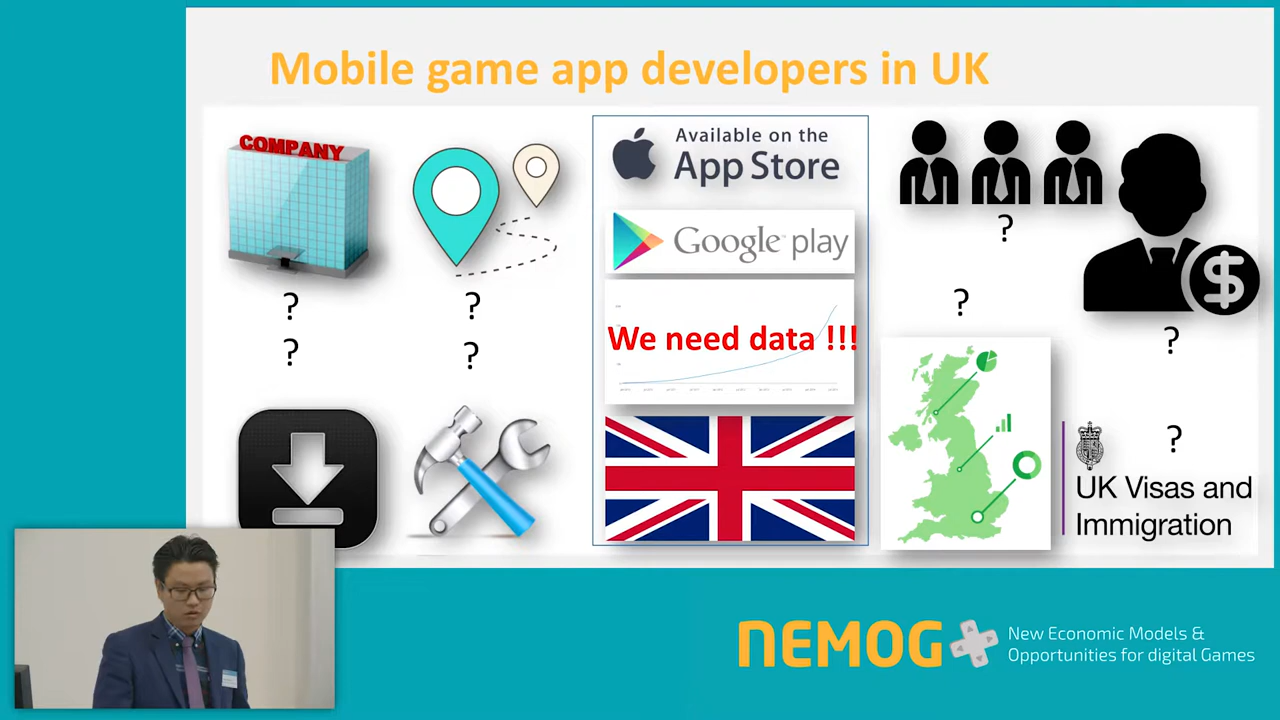 Mobile game app developers in UK
COMPANY
?
?
?
?
Available on the
App Store
Google play
We need data !!!
?
?
?
?
UK Visas and
Immigration
NEMOG
New Economic Models &
Opportunities for digital Games